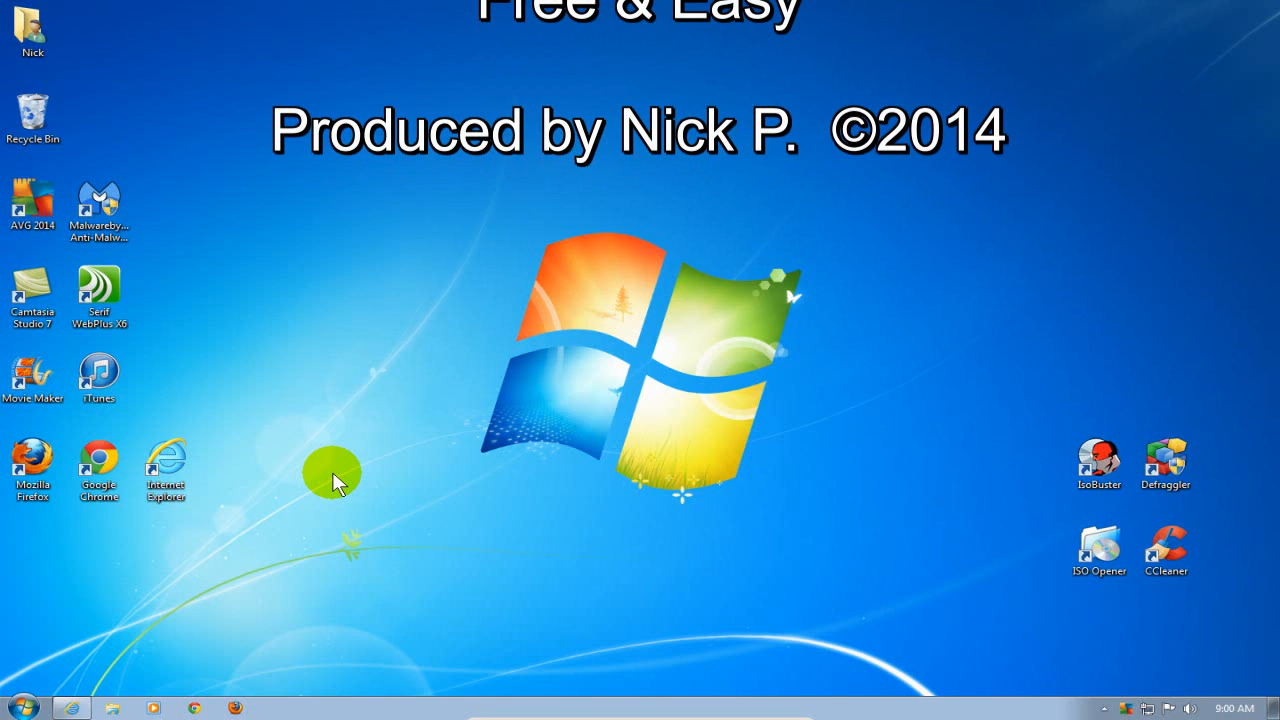 Free & Easy
Produced by Nick P. ©2014
Nick
Recycle Bin
AVG 2014
Malwareby...
Anti-Malw...
Camtasia
Studio 7
Serif
WebPlus X6
Movie Maker
iTunes
Mozilla
Firefox
Google
Chrome
Internet
Explorer
IsoBuster
Defraggler
ISO Opener
CCleaner
9:00 AM